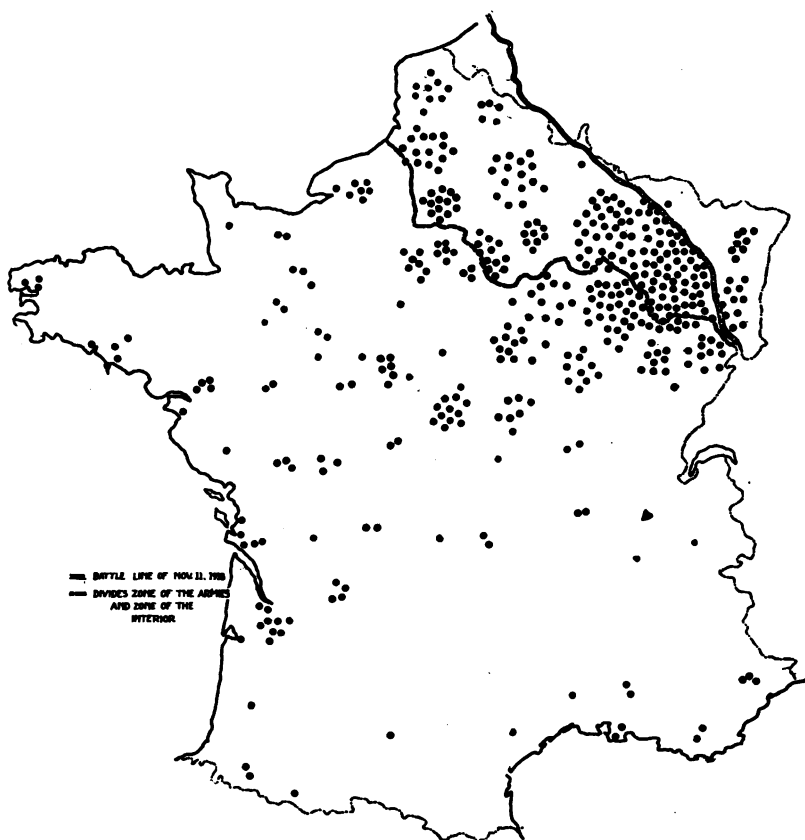 BATTLE LINE OF NOV. 11, 1918
DIVIDES ZONE OF THE ARMIES
AND ZONE OF THE
INTERIOR